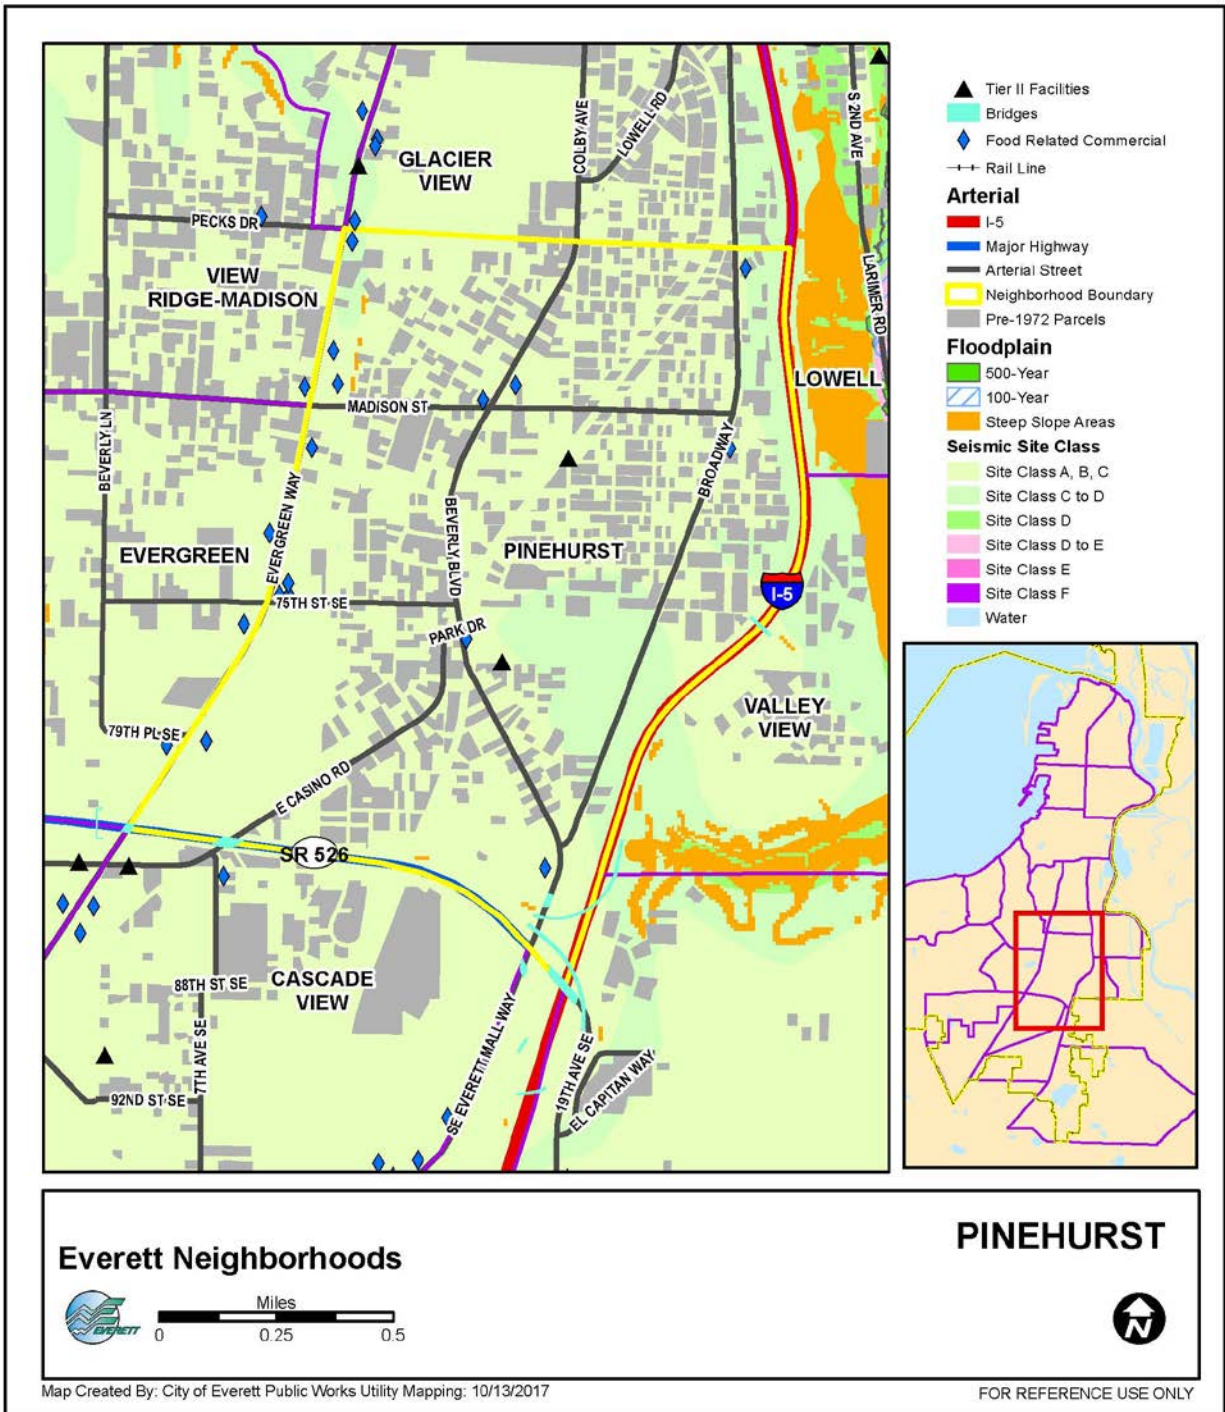 GLACIER
VIEW
COLBY AVE
LOWELL RD
S 2ND AVE
PECKS DR
VIEW
RIDGE-MADISON
LARIMER RD
LOWELL
MADISON ST
BEVERLY LN
EVERGREEN WAY
BROADWAY
BEVERLY BLVD
EVERGREEN
PINEHURST
I-5
75TH ST SE
PARK DR
VALLEY
VIEW
79TH PL SE
E CASINO RD
SR 526
CASCADE
VIEW
88TH ST SE
7TH AVE SE
SE EVERETT MALL WAY
19TH AVE SE
EL CAPITAN WAY
92ND ST SE
Tier II Facilities
Bridges
Food Related Commercial
Rail Line
Arterial
I-5
Major Highway
Arterial Street
Neighborhood Boundary
Pre-1972 Parcels
Floodplain
500-Year
100-Year
Steep Slope Areas
Seismic Site Class
Site Class A, B, C
Site Class C to D
Site Class D
Site Class D to E
Site Class E
Site Class F
Water
Everett Neighborhoods
PINEHURST
EVERETT
Miles
0 0.25 0.5
N
Map Created By: City of Everett Public Works Utility Mapping: 10/13/2017
FOR REFERENCE USE ONLY